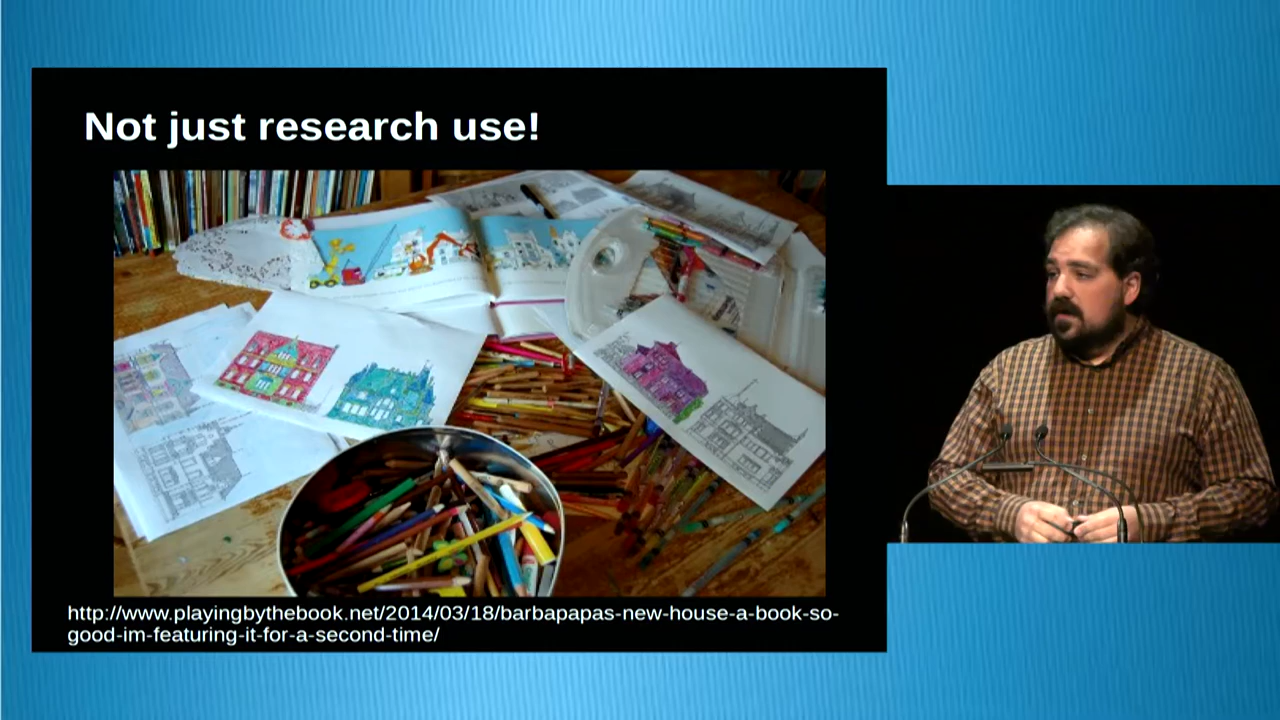 Not just research use!
http://www.playingbythebook.net/2014/03/18/barbapapas-new-house-a-book-so-
good-im-featuring-it-for-a-second-time/